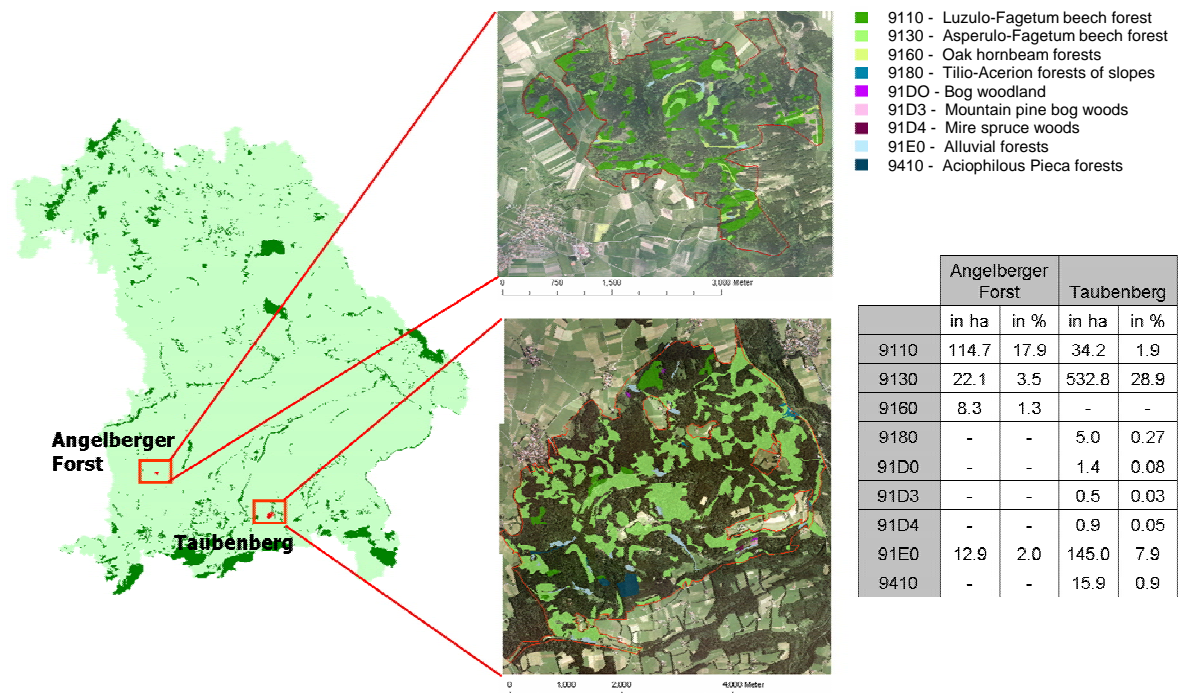 9110 - Luzulo-Fagetum beech forest
9130 - Asperulo-Fagetum beech forest
9160 - Oak hornbeam forests
9180 - Tilio-Acerion forests of slopes
91DO - Bog woodland
91D3 - Mountain pine bog woods
91D4 - Mire spruce woods
91E0 - Alluvial forests
9410 - Aciophilous Pieca forests
0 750 1,500 3,000 Meter
Angelberger
Forst
Taubenberg
0 1,000 2,000 4,000 Meter
Angelberger
Forst Taubenberg
in ha in % in ha in %
9110 114.7 17.9 34.2 1.9
9130 22.1 3.5 532.8 28.9
9160 8.3 1.3 - -
9180 - - 5.0 0.27
91D0 - - 1.4 0.08
91D3 - - 0.5 0.03
91D4 - - 0.9 0.05
91E0 12.9 2.0 145.0 7.9
9410 - - 15.9 0.9